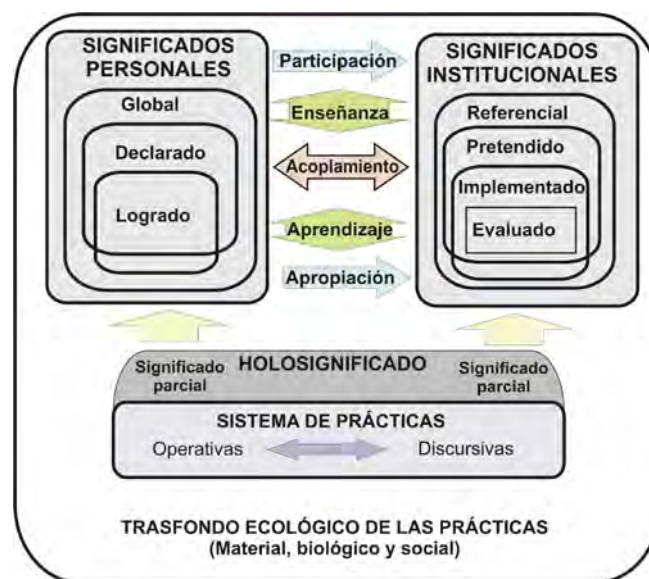 SIGNIFICADOS
PERSONALES
Global
Declarado
Logrado
Participación
Enseñanza
Acoplamiento
Aprendizaje
Apropiación
SIGNIFICADOS
INSTITUCIONALES
Referencial
Pretendido
Implementado
Evaluado
Significado
parcial
HOLOSIGNIFICADO
Significado
parcial
SISTEMA DE PRÁCTICAS
Operativas
Discursivas
TRASFONDO ECOLÓGICO DE LAS PRÁCTICAS
(Material, biológico y social)